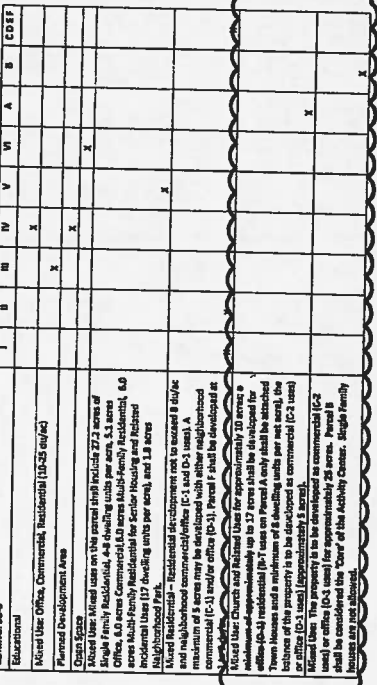 I II III IV V VI A B CDEF
Educational
Mixed Use: Office, Commercial, Residential (10-25 du/ac) X
Planned Development Area X
Open Space X
Mixed Use: Mixed uses on this parcel shall include 27.2 acres of X
Single Family Residential, 4-8 dwelling units per acre, 5.1 acres
Office, 6.0 acres Commercial, 6.0 acres Multi-Family Residential, 6.0
acres Multi-Family Residential for Senior Housing and Related
Incidental Uses (17 dwelling units per acre), and 1.8 acres
Neighborhood Park.
Mixed Residential – Residential development not to exceed 8 du/ac X
and neighborhood commercial/office (C-1 and O-1 uses). A
maximum of 5 acres may be developed with either neighborhood
commercial (C-1) and/or office (O-1). Parcel F shall be developed at
Mixed Use: Church and Related Uses for approximately 10 acres; a X
minimum of approximately up to 17 acres shall be developed for
office (O-1) residential (R-T uses on Parcel A only shall be attached
Town Houses and a minimum of 8 dwelling units per net acre), the
balance of the property is to be developed as commercial (C-2 uses)
or office (O-1 uses) (approximately 5 acres).
Mixed Use: The property is to be developed as commercial (C-2 X
uses) or office (O-1 uses) for approximately 25 acres. Parcel B
shall be considered the "Core" of the Activity Center. Single Family
houses are not allowed.